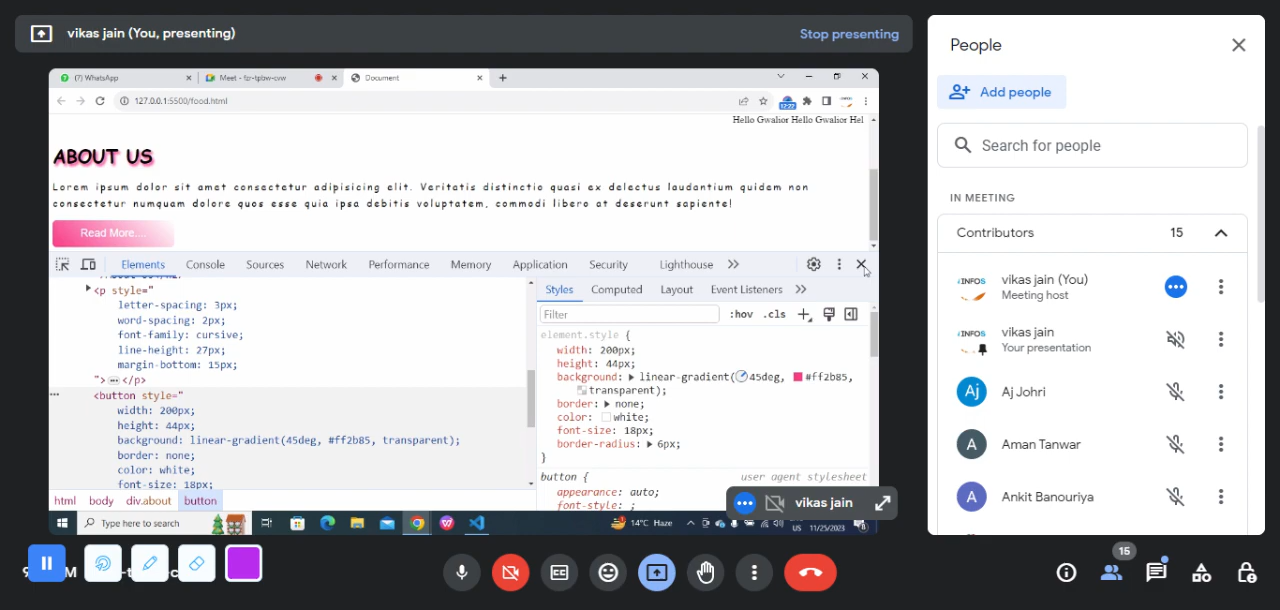 vikas jain (You, presenting)
Stop presenting
(7) WhatsApp
Document
127.0.0.1:5500/food.html
12:22
Hello Gwalior Hello Gwalior Hel
ABOUT US
Lorem ipsum dolor sit amet consectetur adipisicing elit. Veritatis distinctio quasi ex delectus laudantium quidem non
consectetur numquam dolore quos esse quia ipsa debitis voluptatem, commodi libero at deserunt sapiente!
Read More....
Elements Console Sources Network Performance Memory Application Security Lighthouse
<p style="
letter-spacing: 3px;
word-spacing: 2px;
font-family: cursive;
line-height: 27px;
margin-bottom: 15px;
"> ⋯ </p>
<button style="
width: 200px;
height: 44px;
background: linear-gradient(45deg, #ff2b85, transparent);
border: none;
color: white;
font-size: 18px;
html body div.about button
Styles Computed Layout Event Listeners
Filter :hov .cls
element.style {
width: 200px;
height: 44px;
background: linear-gradient(45deg, #ff2b85,
transparent);
border: none;
color: white;
font-size: 18px;
border-radius: 6px;
}
button { user agent stylesheet
appearance: auto;
font-style: ;
vikas jain
Type here to search
14°C Haze
US 11/25/2023
People
Add people
Search for people
IN MEETING
Contributors 15
INFOS
vikas jain (You)
Meeting host
INFOS
vikas jain
Your presentation
Aj Aj Johri
A Aman Tanwar
A Ankit Banouriya
15